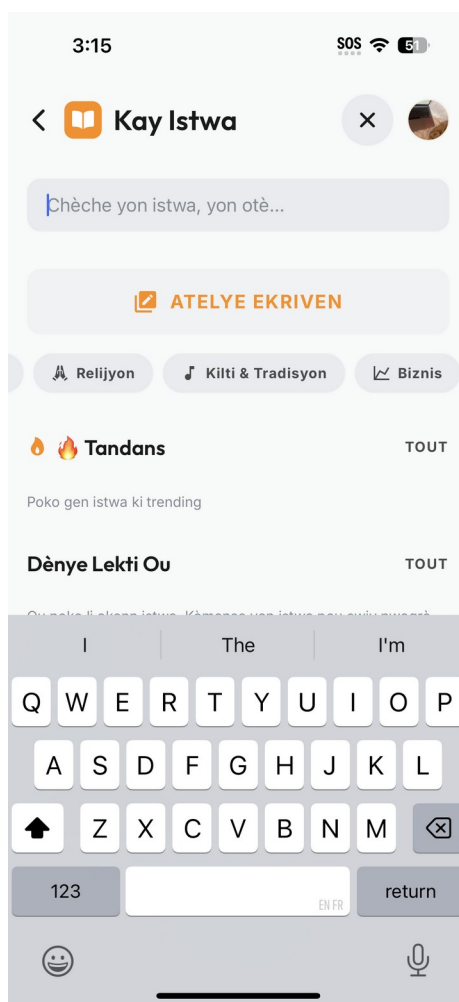 3:15
SOS
51
Kay Istwa
Chèche yon istwa, yon otè...
ATELYE EKRIVEN
Relijyon
Kilti & Tradisyon
Biznis
Tandans
TOUT
Poko gen istwa ki trending
Dènye Lekti Ou
TOUT
I
The
I'm
Q W E R T Y U I O P
A S D F G H J K L
Z X C V B N M
123
EN FR
return